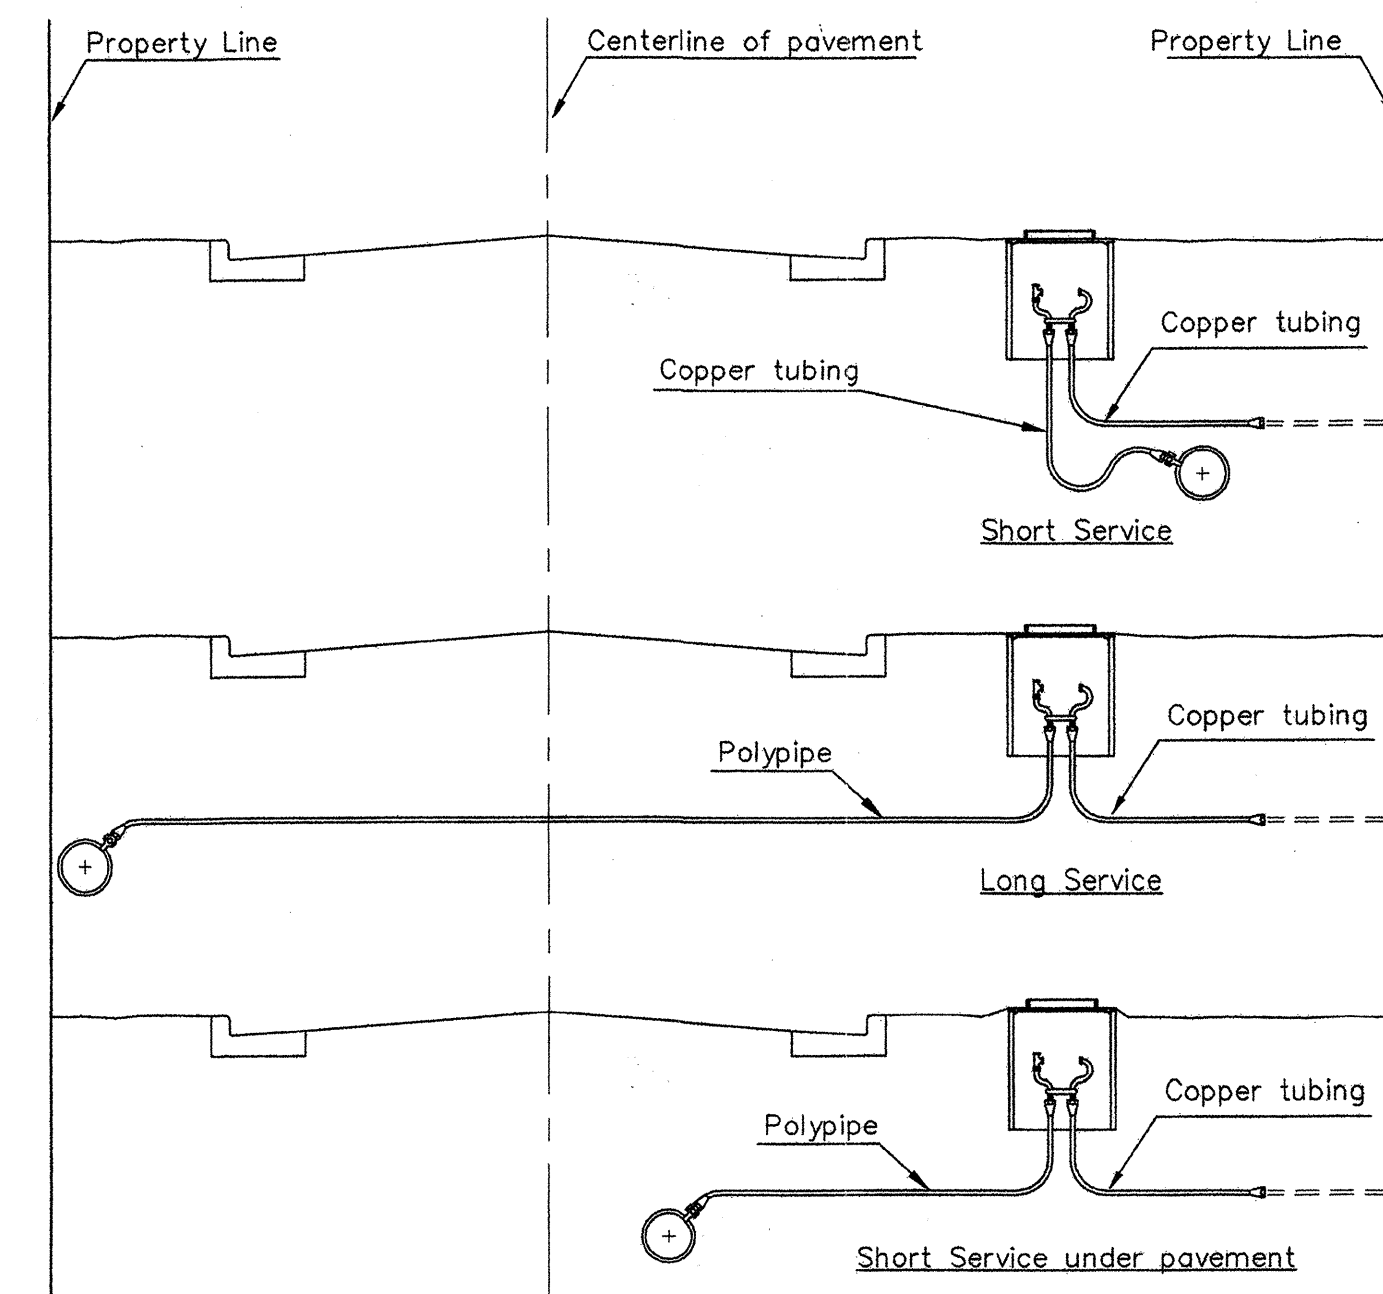 Property Line
Centerline of pavement
Property Line
Copper tubing
Copper tubing
Short Service
Copper tubing
Polypipe
Long Service
Copper tubing
Polypipe
Short Service under pavement